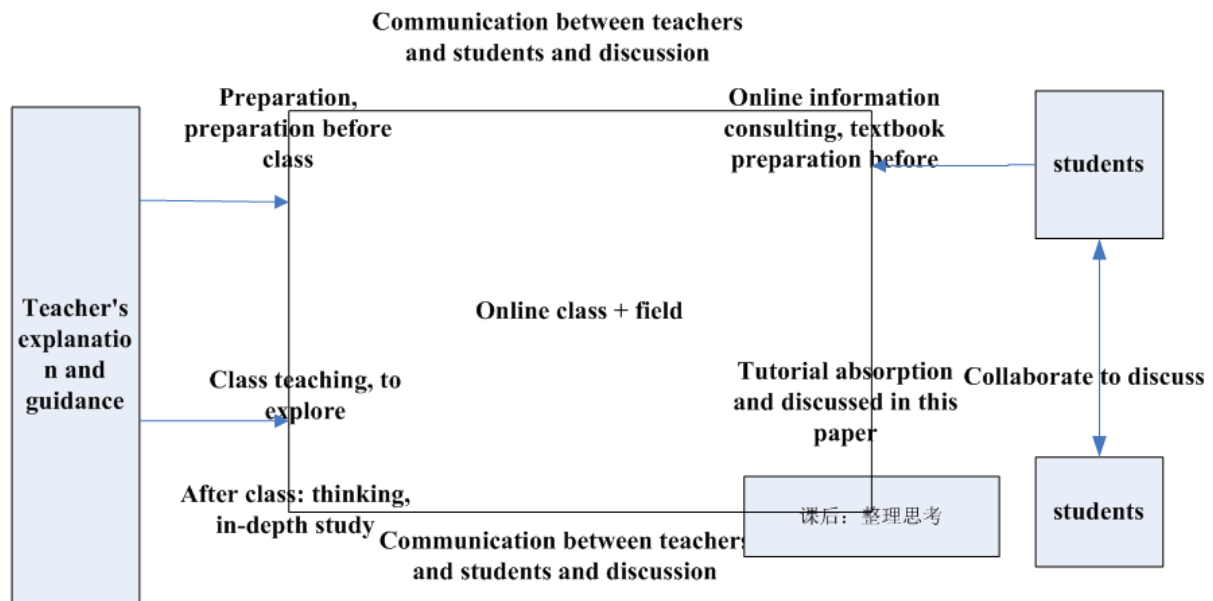 Communication between teachers
and students and discussion
Preparation,
preparation before
class
Online information
consulting, textbook
preparation before
students
Teacher's
explanatio
n and
guidance
Online class + field
Class teaching, to
explore
Tutorial absorption
and discussed in this
paper
Collaborate to discuss
After class: thinking,
in-depth study
课后：整理思考
students
Communication between teachers
and students and discussion